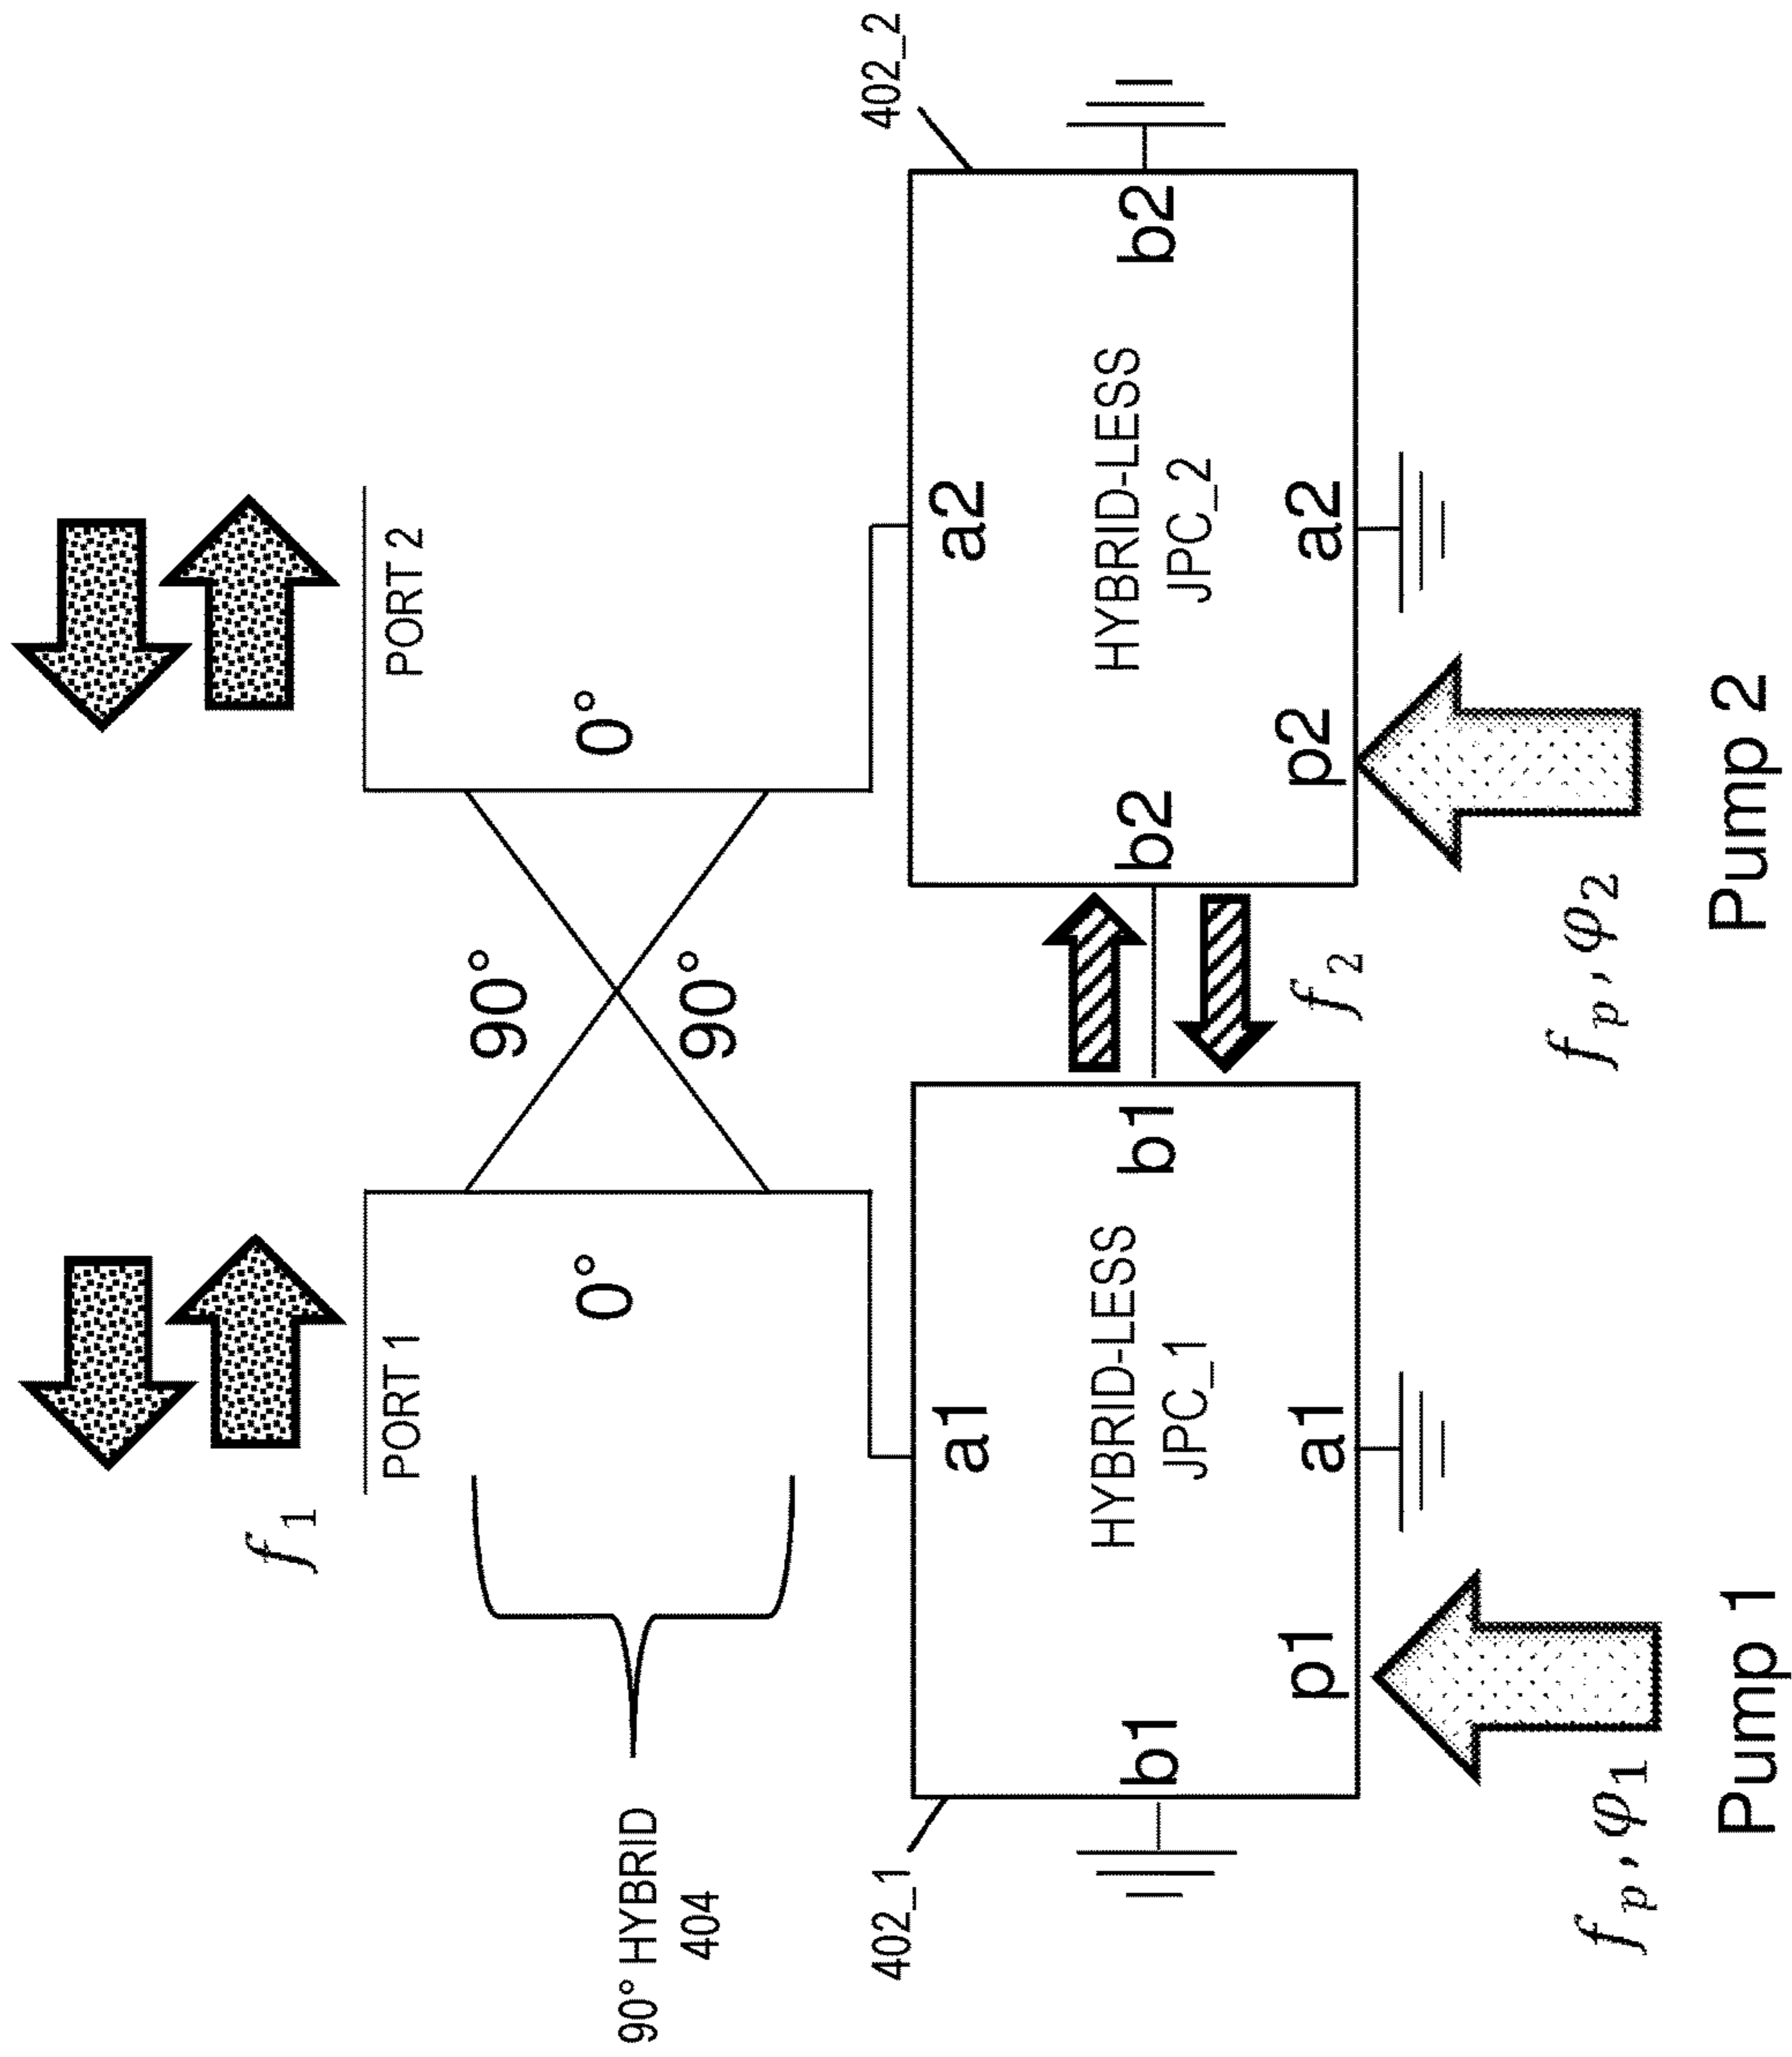 f₁
PORT 1
PORT 2
90° HYBRID
404
0°
90°
90°
0°
402_1
402_2
a1
b1
HYBRID-LESS
JPC_1
b1
p1
a1
a2
b2
HYBRID-LESS
JPC_2
b2
p2
a2
f₂
fₚ, φ₁
Pump 1
fₚ, φ₂
Pump 2